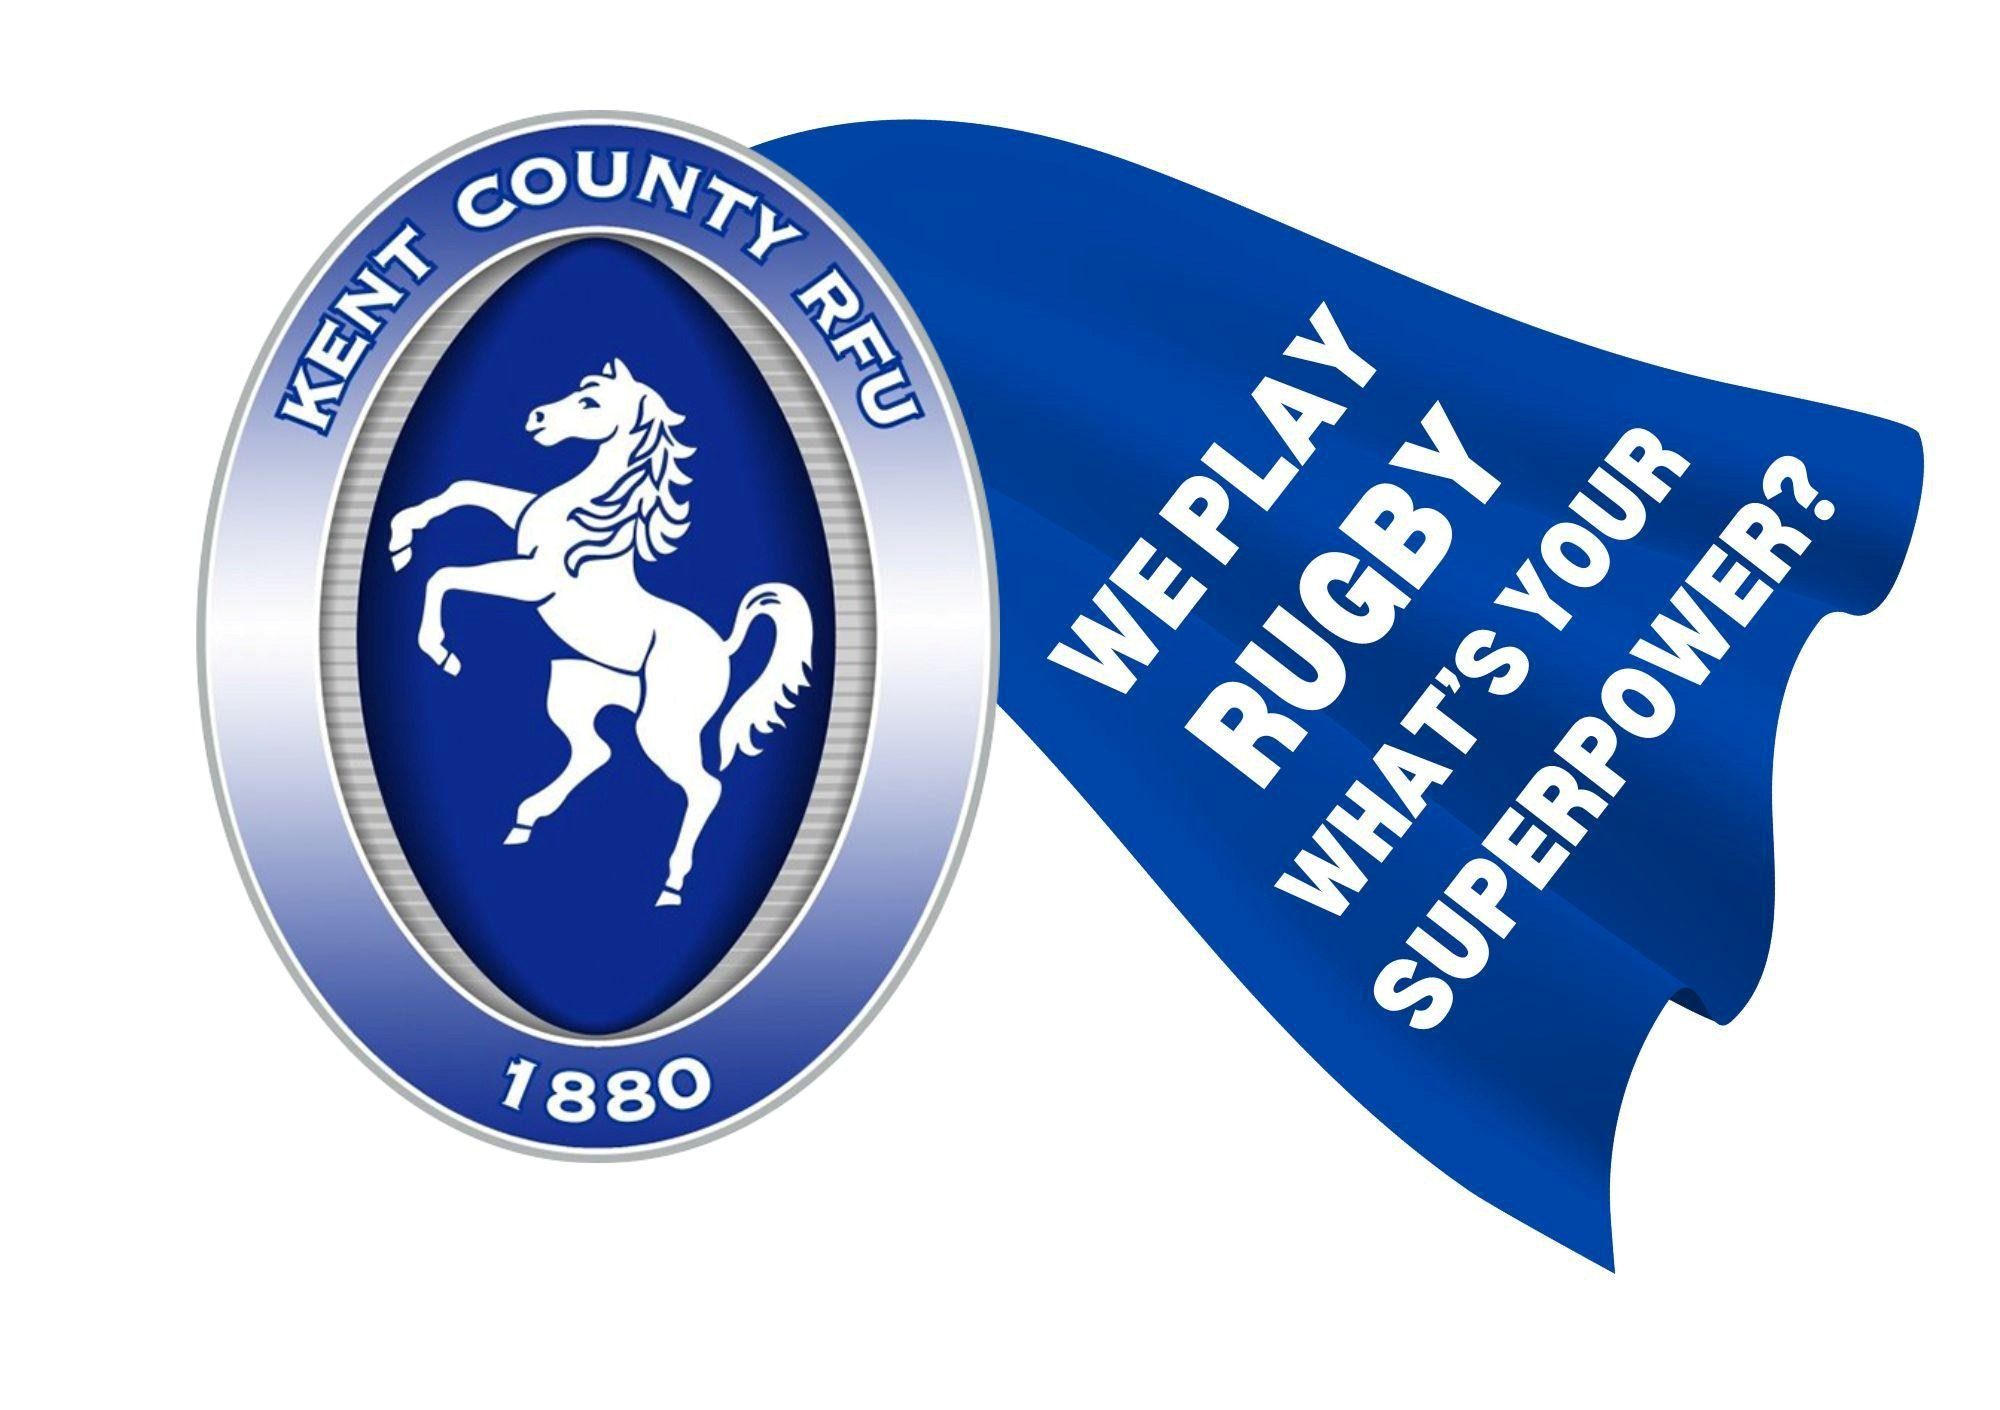 KENT COUNTY RFU
1880
WE PLAY
RUGBY
WHAT'S YOUR
SUPERPOWER?